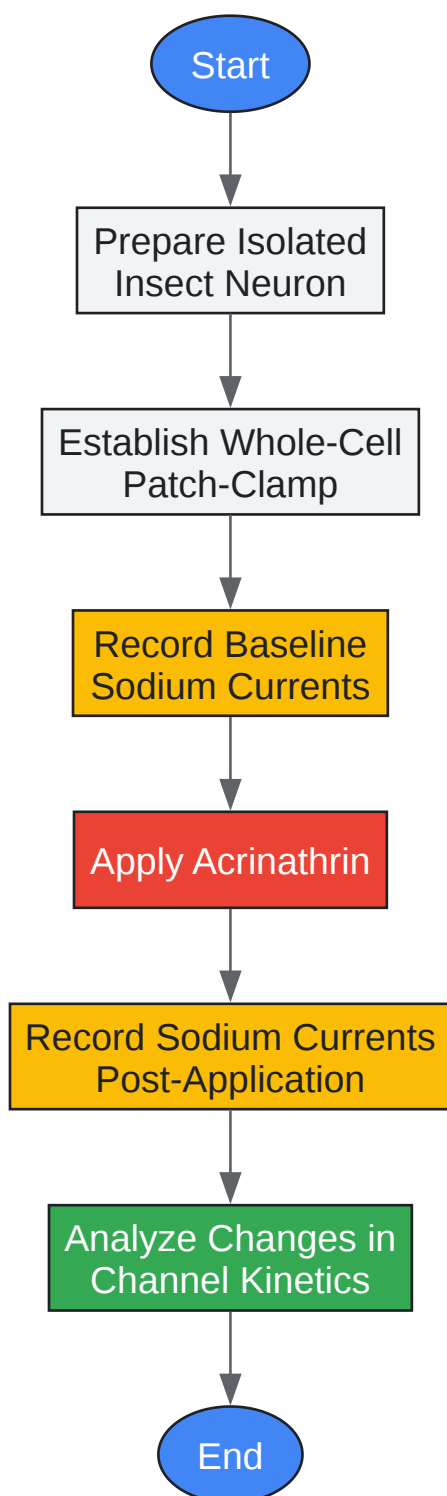 Start
Prepare Isolated
Insect Neuron
Establish Whole-Cell
Patch-Clamp
Record Baseline
Sodium Currents
Apply Acrinathrin
Record Sodium Currents
Post-Application
Analyze Changes in
Channel Kinetics
End